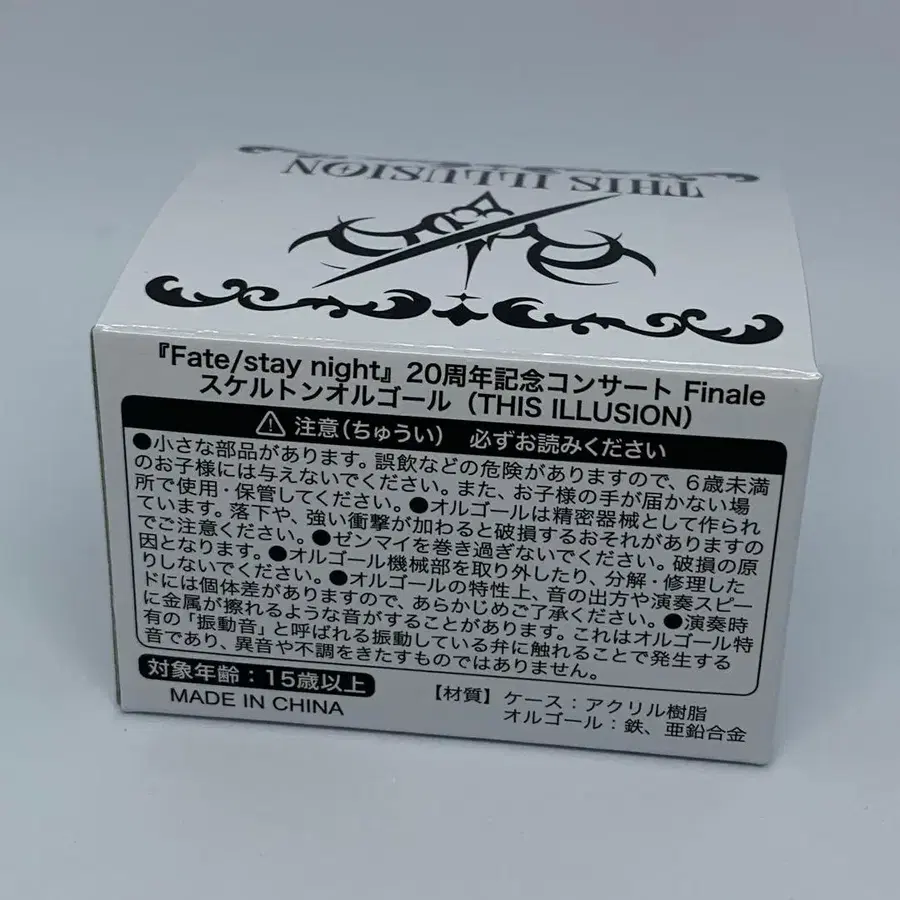 THIS ILLUSION
『Fate/stay night』20周年記念コンサート Finale
スケルトンオルゴール（THIS ILLUSION）
注意（ちゅうい） 必ずお読みください
●小さな部品があります。誤飲などの危険がありますので、6歳未満
のお子様には与えないでください。また、お子様の手が届かない場
所で使用・保管してください。●オルゴールは精密器械として作られ
ています。落下や、強い衝撃が加わると破損するおそれがありますの
でご注意ください。●ゼンマイを巻き過ぎないでください。破損の原
因となります。●オルゴール機械部を取り外したり、分解・修理した
りしないでください。●オルゴールの特性上、音の出方や演奏スピー
ドには個体差がありますので、あらかじめご了承ください。●演奏時
に金属が擦れるような音がすることがあります。これはオルゴール特
有の「振動音」と呼ばれる振動している弁に触れることで発生する
音であり、異音や不調をきたすものではありません。
対象年齢：15歳以上
MADE IN CHINA
【材質】ケース：アクリル樹脂
オルゴール：鉄、亜鉛合金